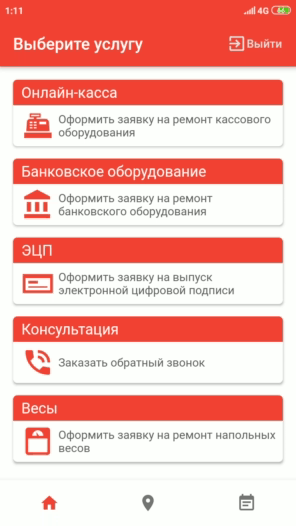 1:11
4G 66
Выберите услугу
Выйти
Онлайн-касса
Оформить заявку на ремонт кассового
оборудования
Банковское оборудование
Оформить заявку на ремонт
банковского оборудования
ЭЦП
Оформить заявку на выпуск
электронной цифровой подписи
Консультация
Заказать обратный звонок
Весы
Оформить заявку на ремонт напольных
весов